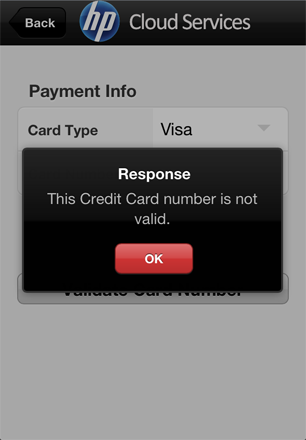 Back
hp Cloud Services
Payment Info
Card Type Visa
Response
This Credit Card number is not
valid.
OK
Validate Card Number